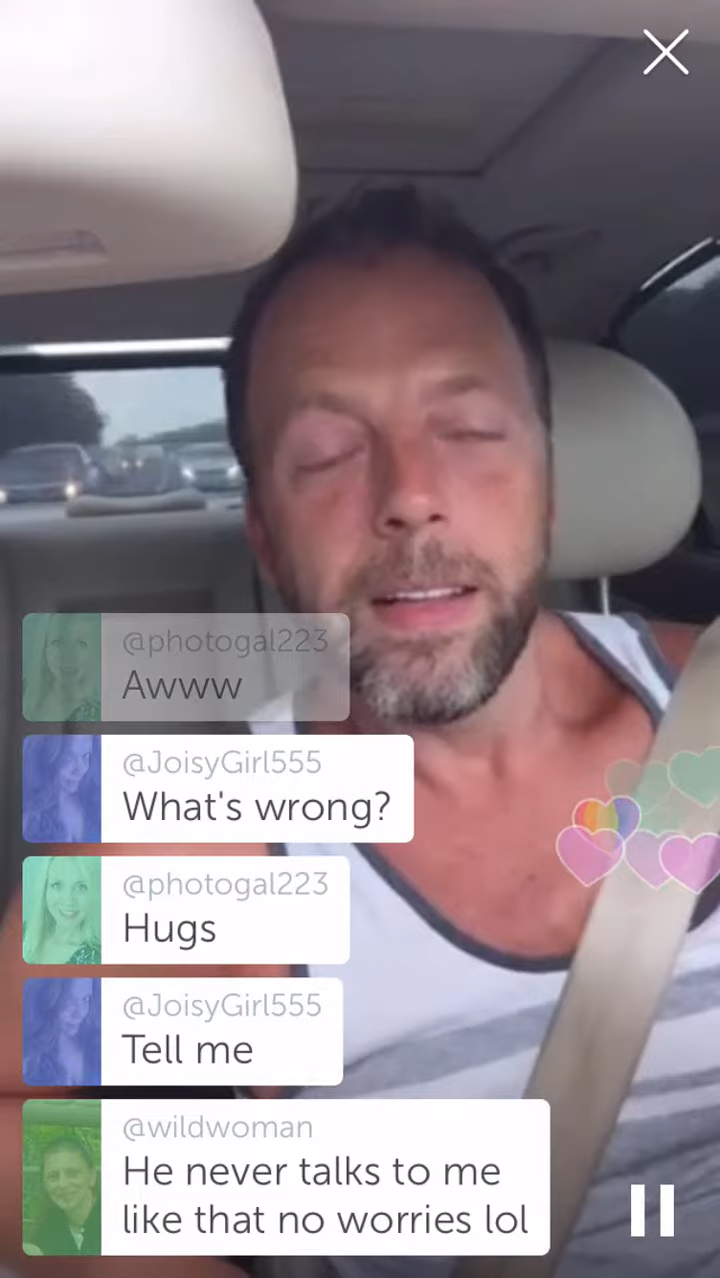 @photogal223
Awww
@JoisyGirl555
What's wrong?
@photogal223
Hugs
@JoisyGirl555
Tell me
@wildwoman
He never talks to me
like that no worries lol